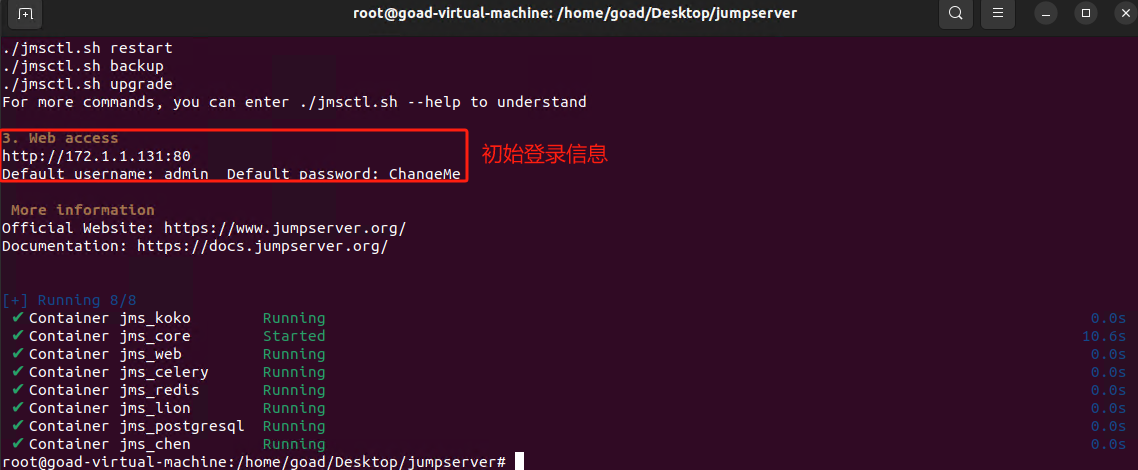 root@goad-virtual-machine: /home/goad/Desktop/jumpserver
./jmsctl.sh restart
./jmsctl.sh backup
./jmsctl.sh upgrade
For more commands, you can enter ./jmsctl.sh --help to understand
3. Web access
http://172.1.1.131:80
Default username: admin  Default password: ChangeMe
初始登录信息
More information
Official Website: https://www.jumpserver.org/
Documentation: https://docs.jumpserver.org/
[+] Running 8/8
✔ Container jms_koko Running 0.0s
✔ Container jms_core Started 10.6s
✔ Container jms_web Running 0.0s
✔ Container jms_celery Running 0.0s
✔ Container jms_redis Running 0.0s
✔ Container jms_lion Running 0.0s
✔ Container jms_postgresql Running 0.0s
✔ Container jms_chen Running 0.0s
root@goad-virtual-machine:/home/goad/Desktop/jumpserver#